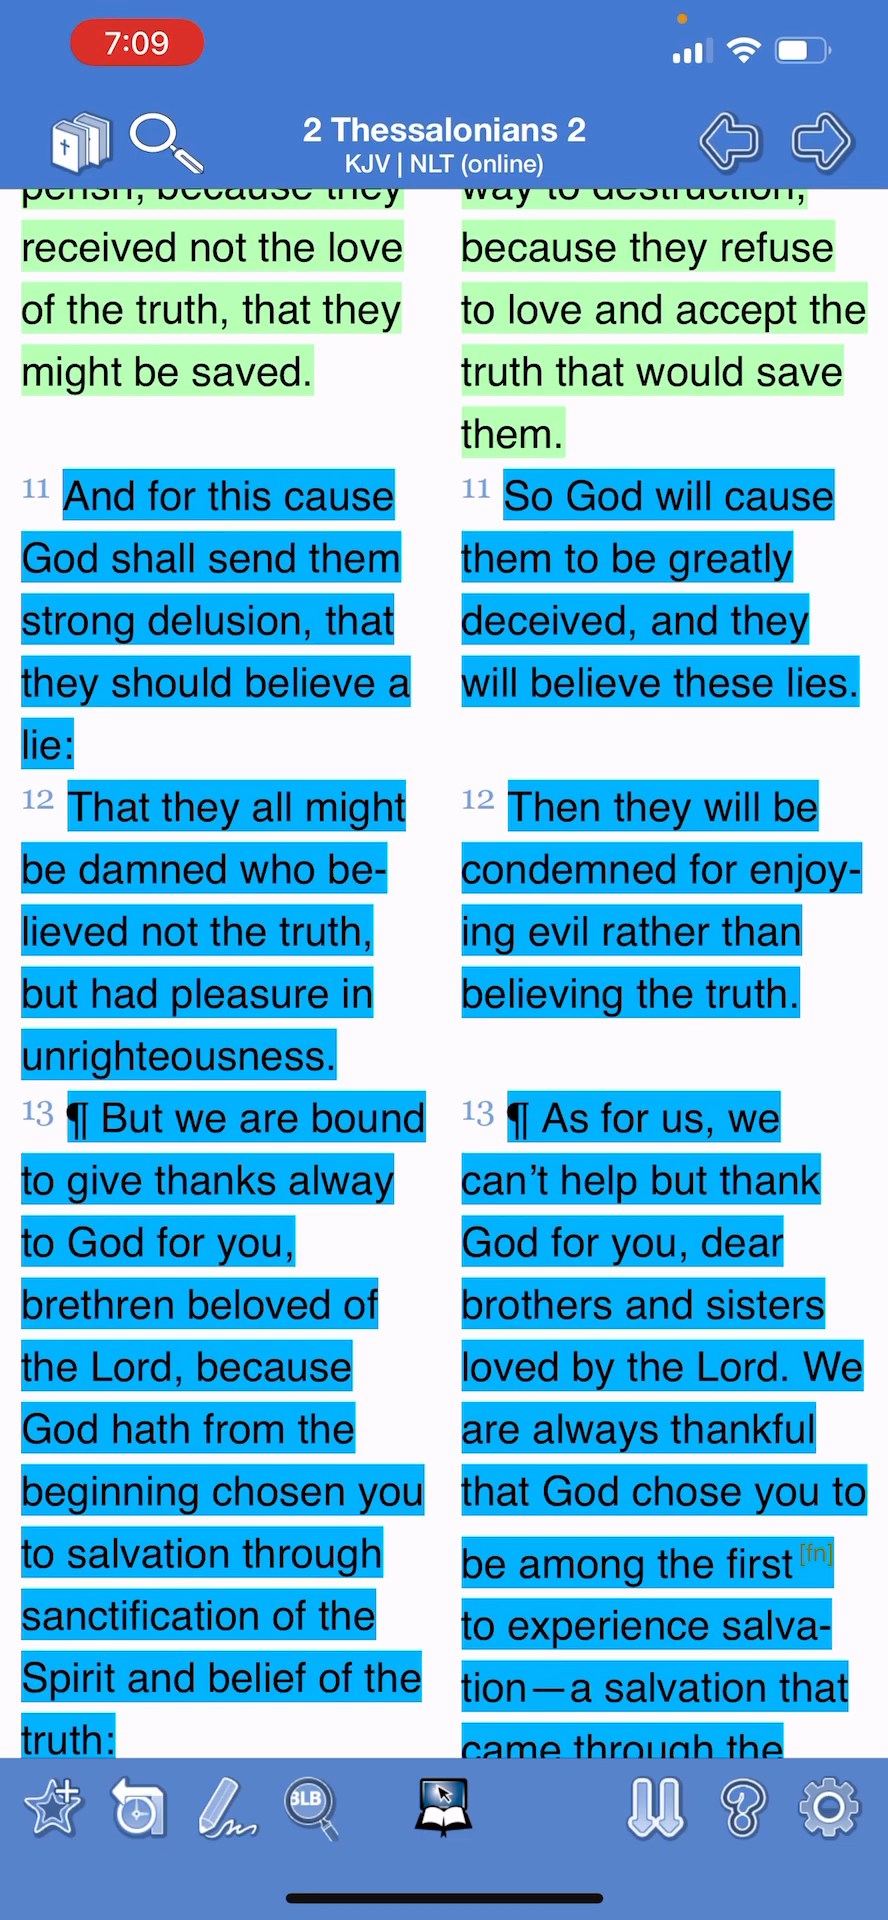 7:09
2 Thessalonians 2
KJV | NLT (online)
perish, because they
received not the love
of the truth, that they
might be saved.
11 And for this cause
God shall send them
strong delusion, that
they should believe a
lie:
12 That they all might
be damned who be-
lieved not the truth,
but had pleasure in
unrighteousness.
13 ¶ But we are bound
to give thanks alway
to God for you,
brethren beloved of
the Lord, because
God hath from the
beginning chosen you
to salvation through
sanctification of the
Spirit and belief of the
truth:
way to destruction,
because they refuse
to love and accept the
truth that would save
them.
11 So God will cause
them to be greatly
deceived, and they
will believe these lies.
12 Then they will be
condemned for enjoy-
ing evil rather than
believing the truth.
13 ¶ As for us, we
can’t help but thank
God for you, dear
brothers and sisters
loved by the Lord. We
are always thankful
that God chose you to
be among the first [fn]
to experience salva-
tion—a salvation that
came through the
BLB